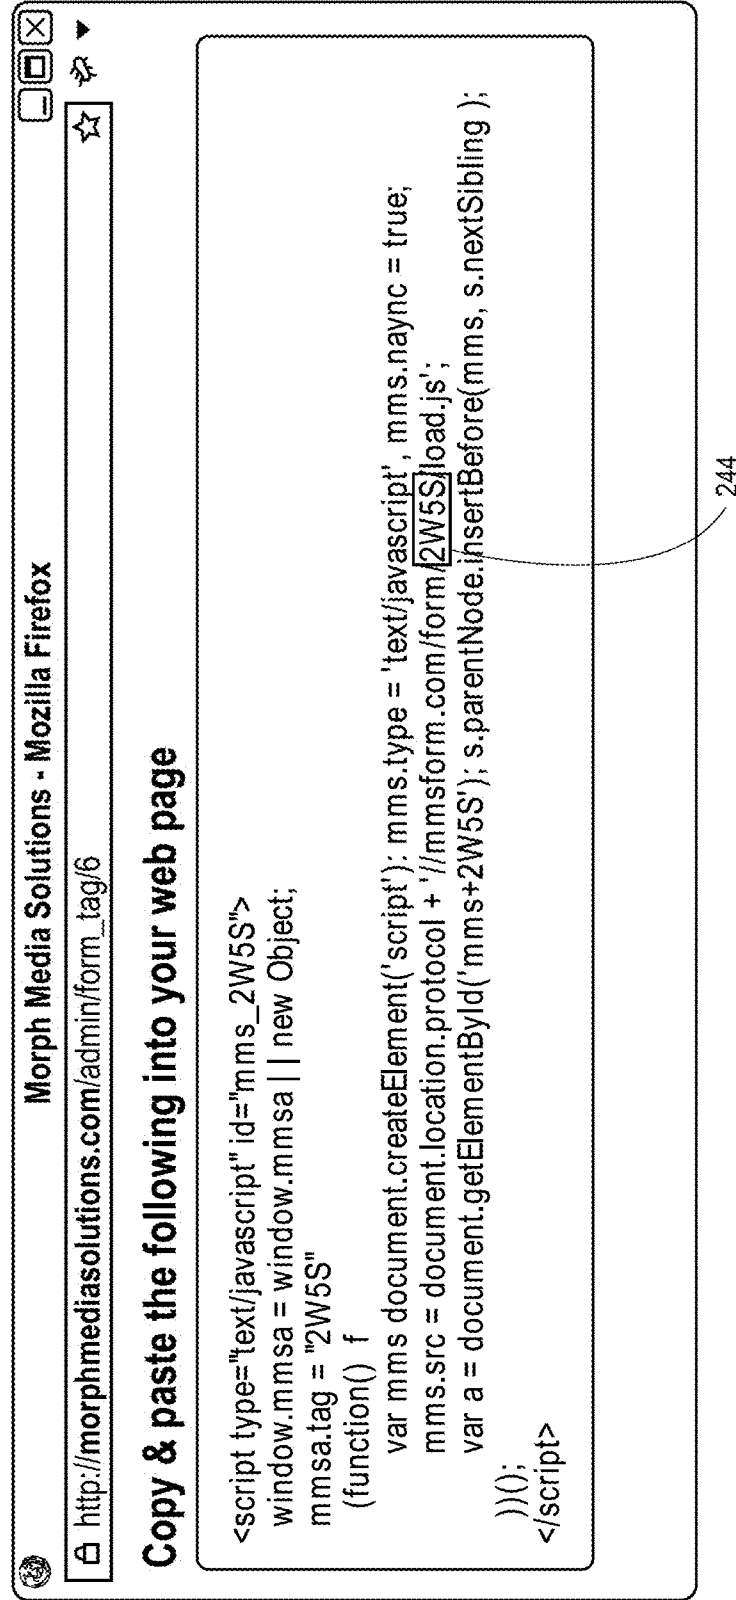 Morph Media Solutions - Mozilla Firefox
http://morphmediasolutions.com/admin/form_tag/6
Copy & paste the following into your web page
<script type="text/javascript" id="mms_2W5S">
window.mmsa = window.mmsa || new Object;
mmsa.tag = "2W5S"
(function() f
var mms document.createElement('script'): mms.type = 'text/javascript', mms.naync = true;
mms.src = document.location.protocol + '//mmsform.com/form/2W5S/load.js';
var a = document.getElementById('mms+2W5S'); s.parentNode.insertBefore(mms, s.nextSibling );
))();
</script>
244